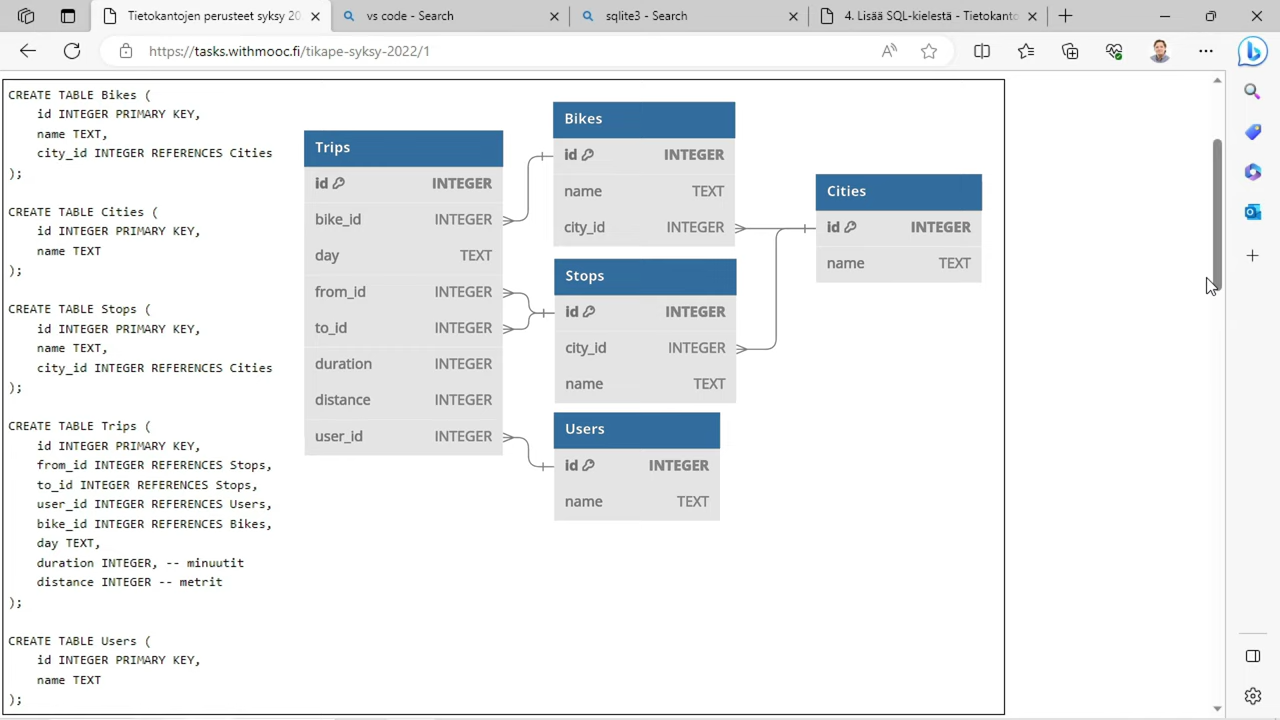 Tietokantojen perusteet syksy 20
vs code - Search
sqlite3 - Search
4. Lisää SQL-kielestä - Tietokanto
https://tasks.withmooc.fi/tikape-syksy-2022/1
CREATE TABLE Bikes (
id INTEGER PRIMARY KEY,
name TEXT,
city_id INTEGER REFERENCES Cities
);
CREATE TABLE Cities (
id INTEGER PRIMARY KEY,
name TEXT
);
CREATE TABLE Stops (
id INTEGER PRIMARY KEY,
name TEXT,
city_id INTEGER REFERENCES Cities
);
CREATE TABLE Trips (
id INTEGER PRIMARY KEY,
from_id INTEGER REFERENCES Stops,
to_id INTEGER REFERENCES Stops,
user_id INTEGER REFERENCES Users,
bike_id INTEGER REFERENCES Bikes,
day TEXT,
duration INTEGER, -- minuutit
distance INTEGER -- metrit
);
CREATE TABLE Users (
id INTEGER PRIMARY KEY,
name TEXT
);
Trips
id INTEGER
bike_id INTEGER
day TEXT
from_id INTEGER
to_id INTEGER
duration INTEGER
distance INTEGER
user_id INTEGER
Bikes
id INTEGER
name TEXT
city_id INTEGER
Stops
id INTEGER
city_id INTEGER
name TEXT
Users
id INTEGER
name TEXT
Cities
id INTEGER
name TEXT